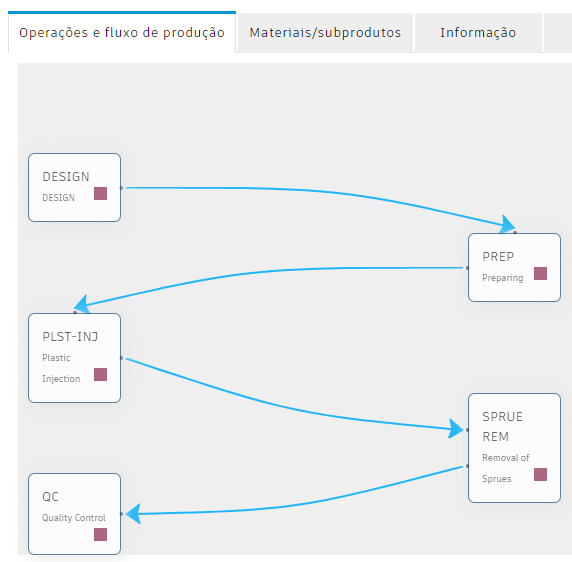 Operações e fluxo de produção
Materiais/subprodutos
Informação
DESIGN
DESIGN
PREP
Preparing
PLST-INJ
Plastic
Injection
SPRUE
REM
Removal of
Sprues
QC
Quality Control